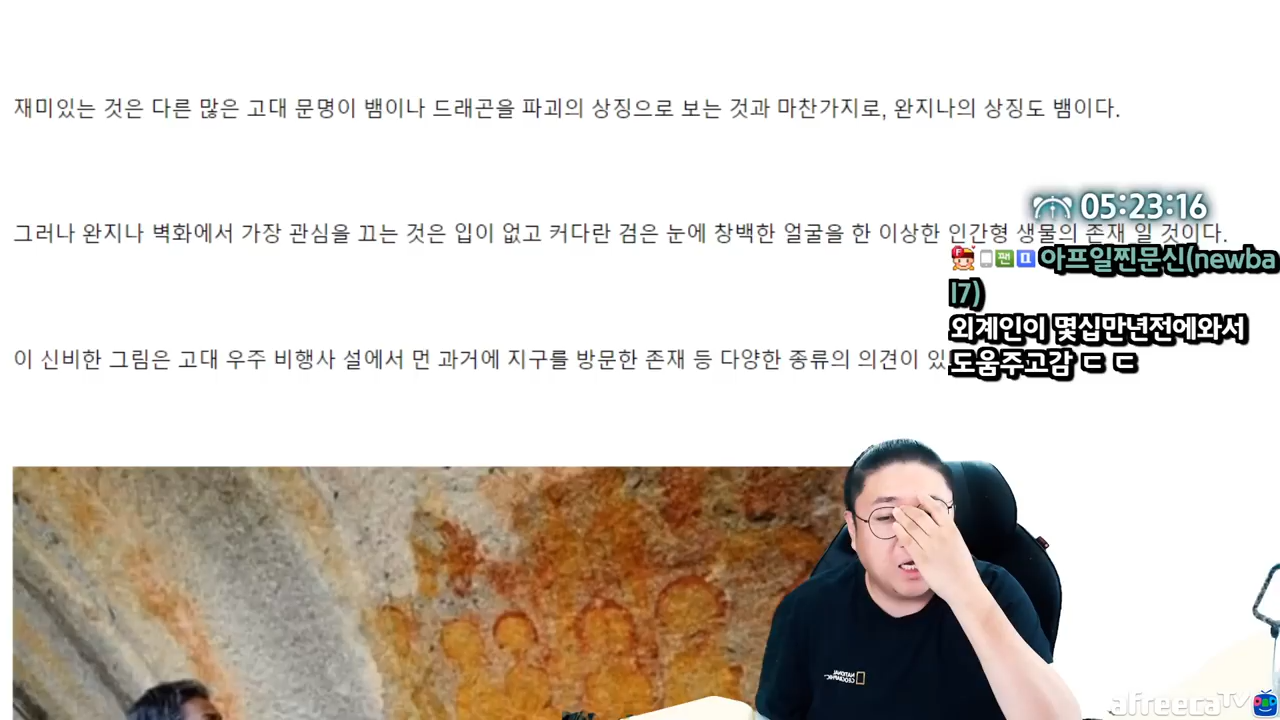 재미있는 것은 다른 많은 고대 문명이 뱀이나 드래곤을 파괴의 상징으로 보는 것과 마찬가지로, 완지나의 상징도 뱀이다.
05:23:16
그러나 완지나 벽화에서 가장 관심을 끄는 것은 입이 없고 커다란 검은 눈에 창백한 얼굴을 한 이상한 인간형 생물의 존재 일 것이다.
팬
아프일찐문신(newba
l7)
외계인이 몇십만년전에와서
도움주고감 ㄷ ㄷ
이 신비한 그림은 고대 우주 비행사 설에서 먼 과거에 지구를 방문한 존재 등 다양한 종류의 의견이 있
NATIONAL
GEOGRAPHIC
afreecaTV